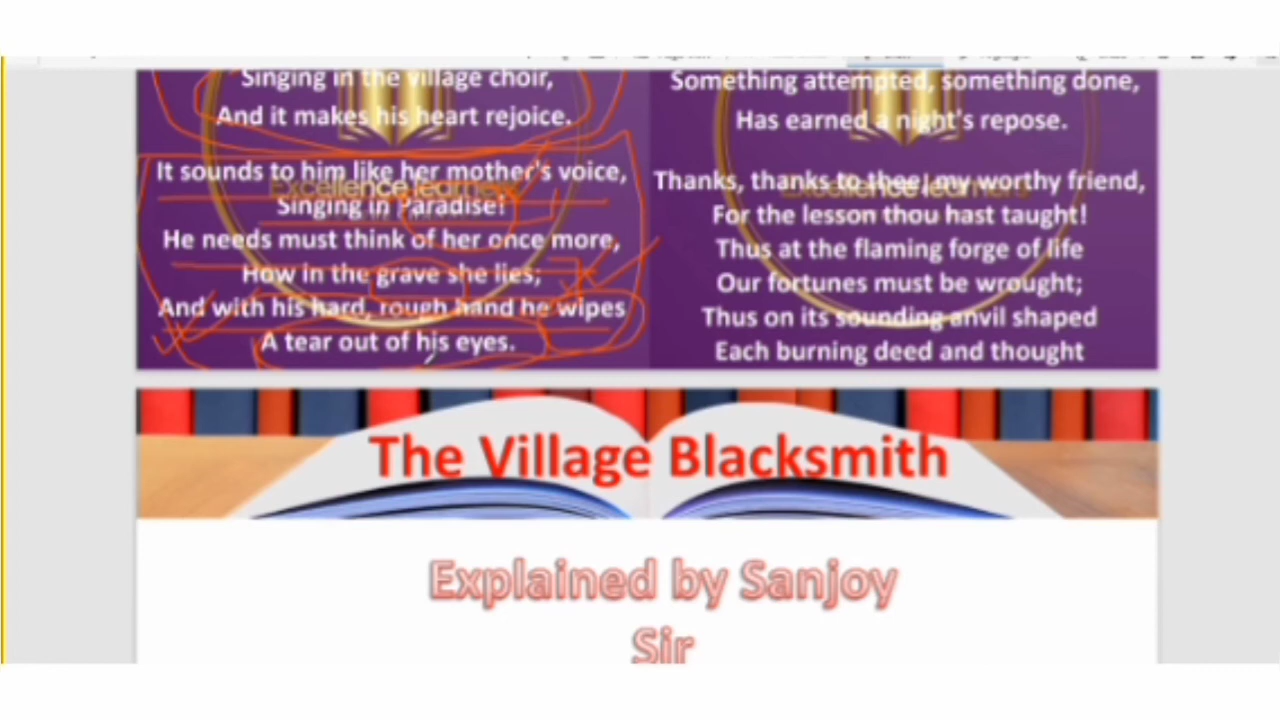 Singing in the village choir,
And it makes his heart rejoice.
It sounds to him like her mother's voice,
Singing in Paradise!
He needs must think of her once more,
How in the grave she lies;
And with his hard, rough hand he wipes
A tear out of his eyes.
Excellence learners
Something attempted, something done,
Has earned a night's repose.
Thanks, thanks to thee, my worthy friend,
For the lesson thou hast taught!
Thus at the flaming forge of life
Our fortunes must be wrought;
Thus on its sounding anvil shaped
Each burning deed and thought
Excellence learners
The Village Blacksmith
Explained by Sanjoy
Sir